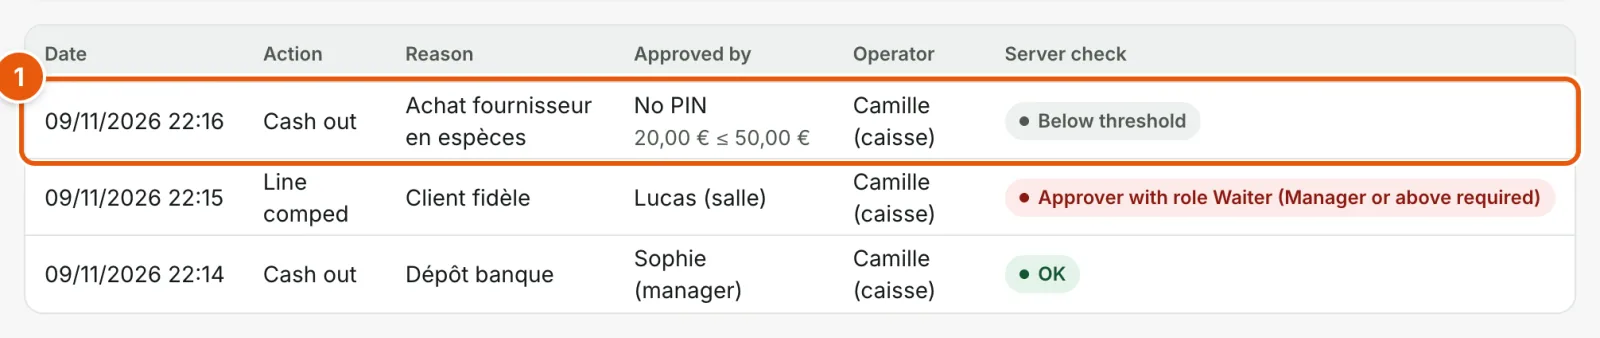 Date Action Reason Approved by Operator Server check
1
09/11/2026 22:16 Cash out Achat fournisseur en espèces No PIN 20,00 € ≤ 50,00 € Camille (caisse) Below threshold
09/11/2026 22:15 Line comped Client fidèle Lucas (salle) Camille (caisse) Approver with role Waiter (Manager or above required)
09/11/2026 22:14 Cash out Dépôt banque Sophie (manager) Camille (caisse) OK